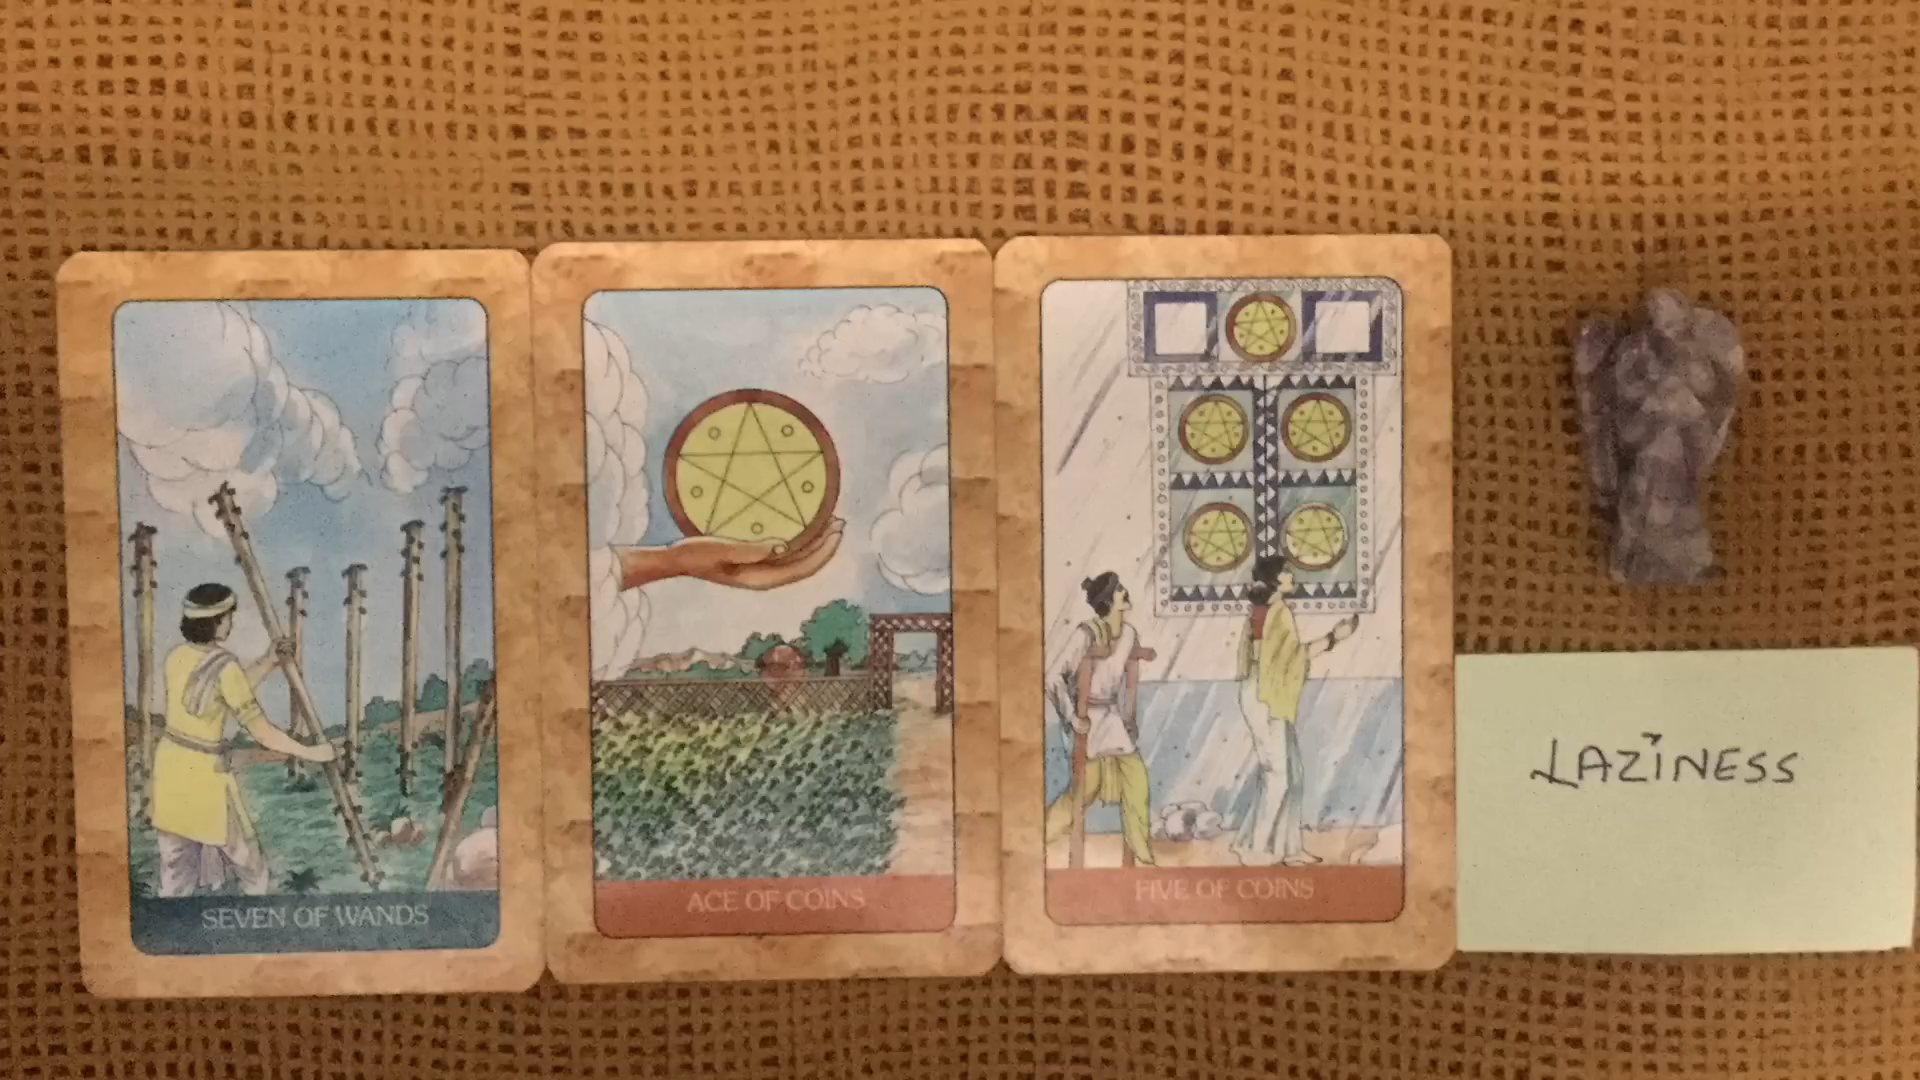 SEVEN OF WANDS
ACE OF COINS
FIVE OF COINS
LAZINESS